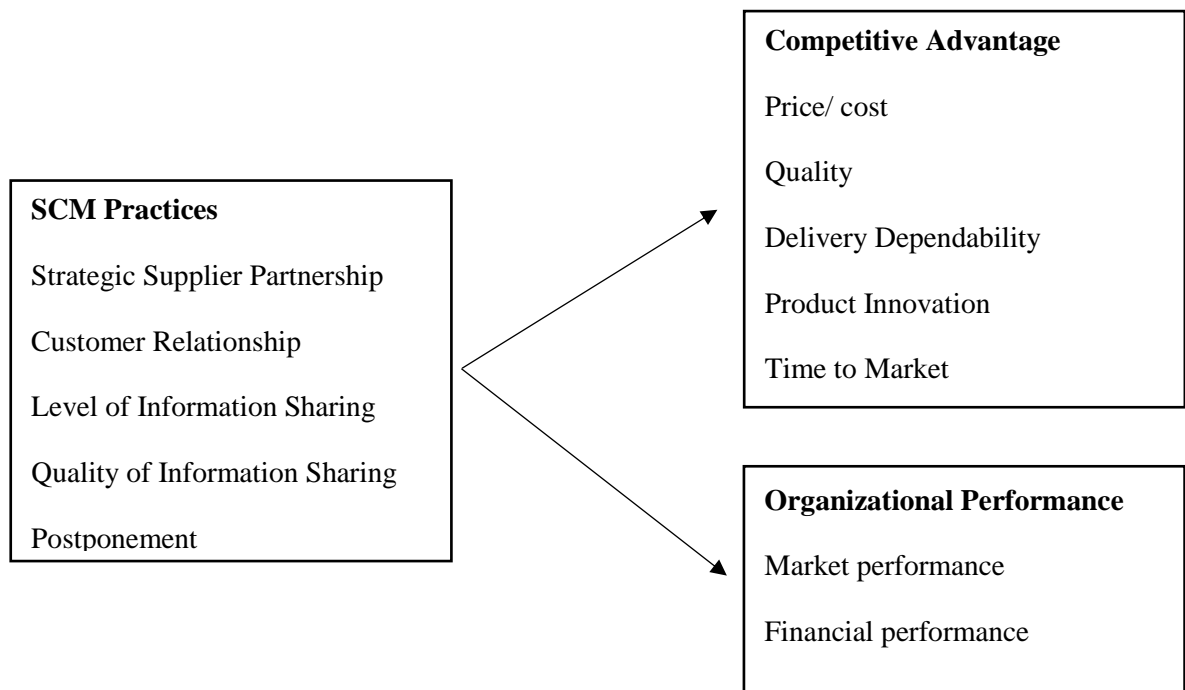 Competitive Advantage
Price/ cost
Quality
Delivery Dependability
Product Innovation
Time to Market
SCM Practices
Strategic Supplier Partnership
Customer Relationship
Level of Information Sharing
Quality of Information Sharing
Postponement
Organizational Performance
Market performance
Financial performance